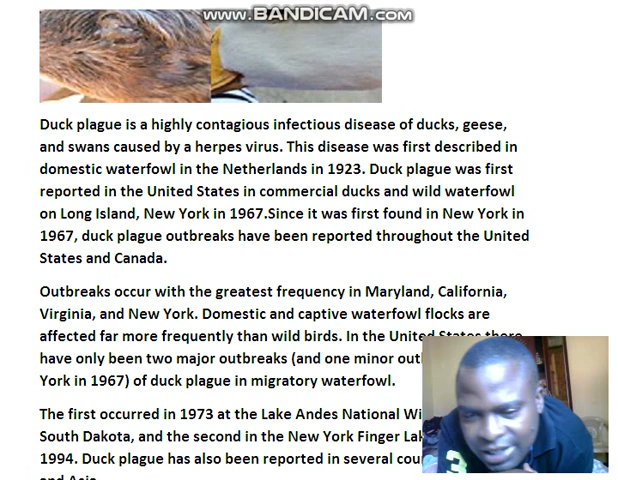 www.BANDICAM.com
Duck plague is a highly contagious infectious disease of ducks, geese,
and swans caused by a herpes virus. This disease was first described in
domestic waterfowl in the Netherlands in 1923. Duck plague was first
reported in the United States in commercial ducks and wild waterfowl
on Long Island, New York in 1967.Since it was first found in New York in
1967, duck plague outbreaks have been reported throughout the United
States and Canada.
Outbreaks occur with the greatest frequency in Maryland, California,
Virginia, and New York. Domestic and captive waterfowl flocks are
affected far more frequently than wild birds. In the United States there
have only been two major outbreaks (and one minor
York in 1967) of duck plague in migratory waterfowl.
The first occurred in 1973 at the Lake Andes National
South Dakota, and the second in the New York Finger
1994. Duck plague has also been reported in several
and Asia
3